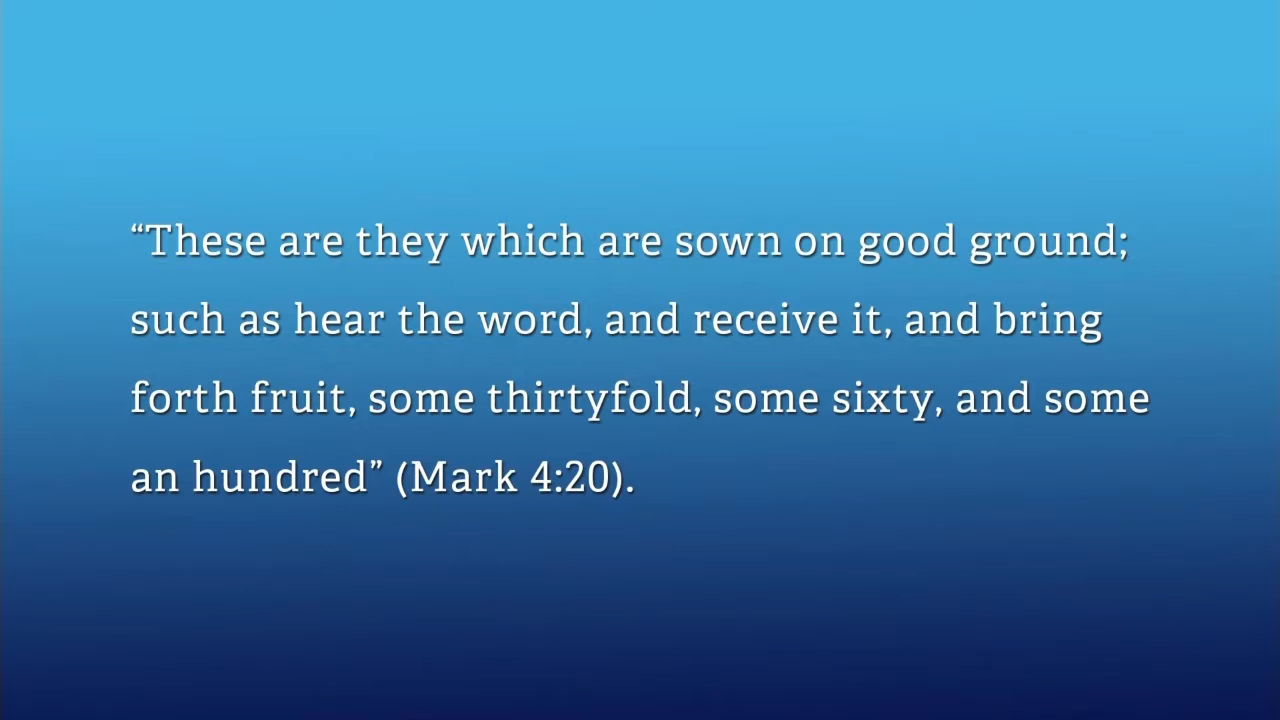 “These are they which are sown on good ground;
such as hear the word, and receive it, and bring
forth fruit, some thirtyfold, some sixty, and some
an hundred” (Mark 4:20).